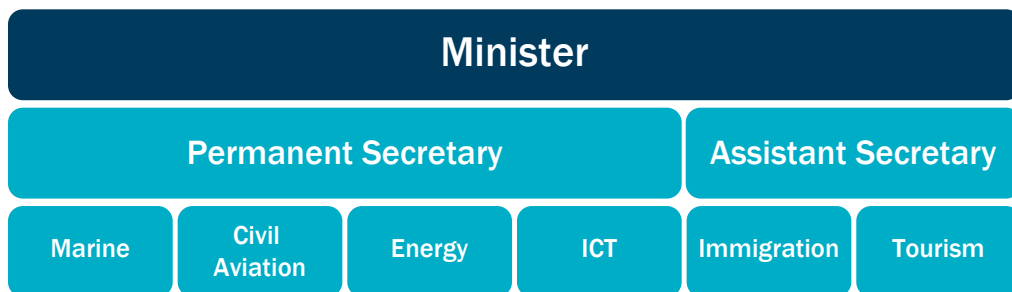 Minister
Permanent Secretary
Assistant Secretary
Marine
Civil
Aviation
Energy
ICT
Immigration
Tourism